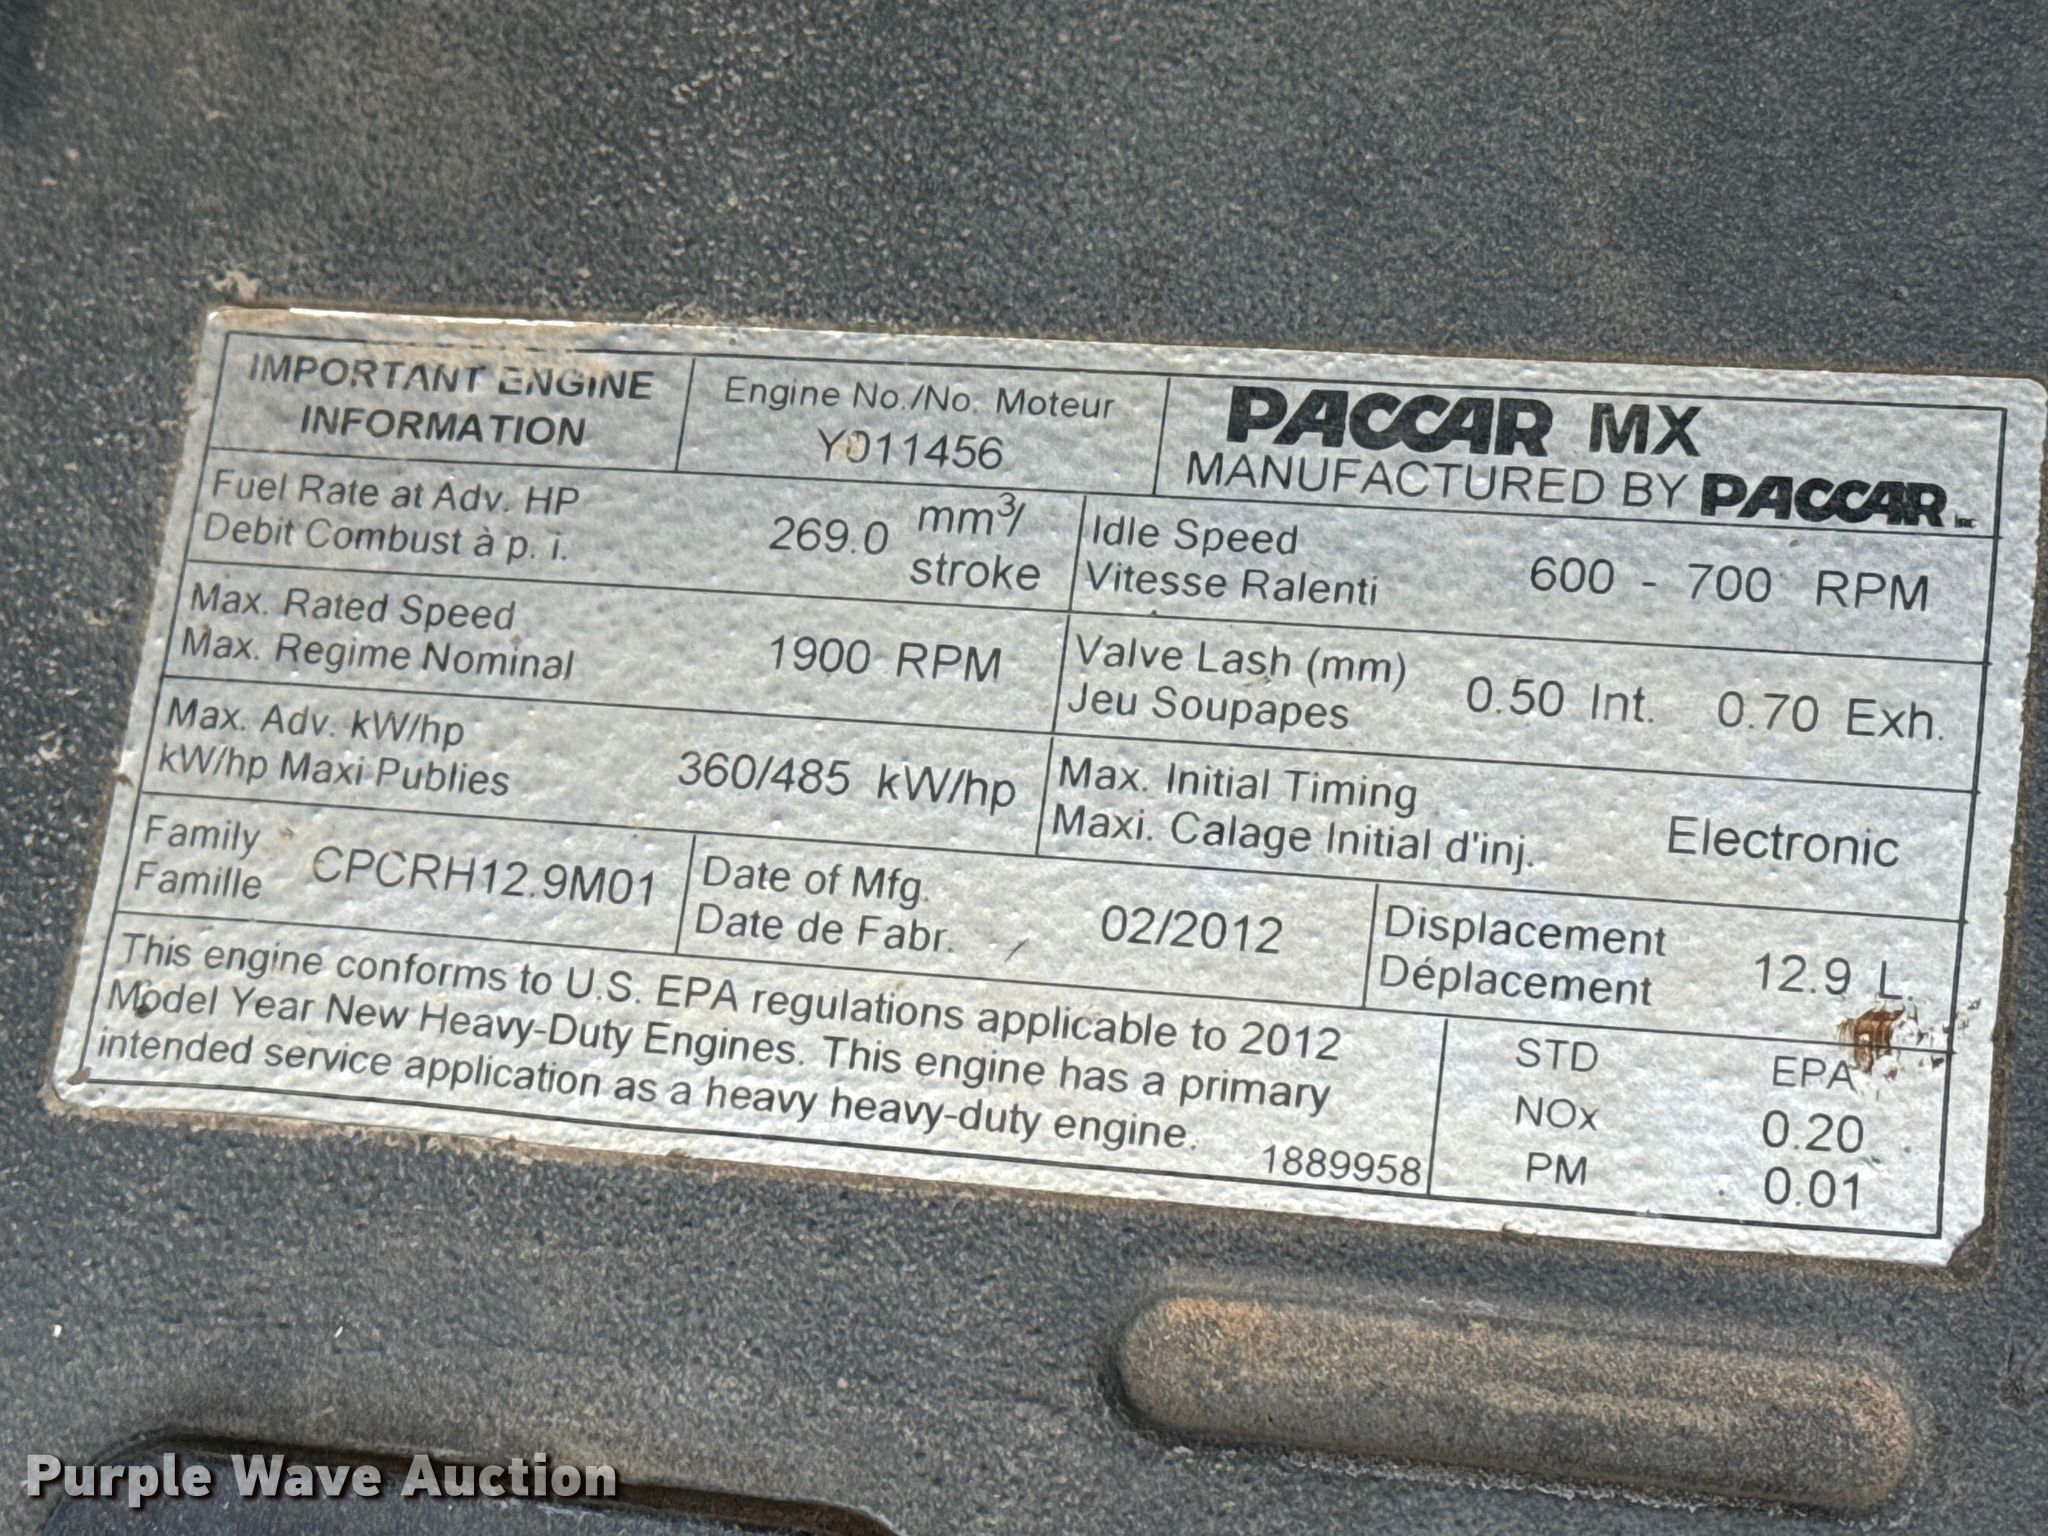 IMPORTANT ENGINE
INFORMATION
Engine No./No. Moteur
Y011456
PACCAR MX
MANUFACTURED BY PACCAR Inc
Fuel Rate at Adv. HP
Debit Combust à p. i.
269.0 mm³/
stroke
Idle Speed
Vitesse Ralenti
600 - 700 RPM
Max. Rated Speed
Max. Regime Nominal
1900 RPM
Valve Lash (mm)
Jeu Soupapes
0.50 Int. 0.70 Exh.
Max. Adv. kW/hp
kW/hp Maxi Publies
360/485 kW/hp
Max. Initial Timing
Maxi. Calage Initial d'inj.
Electronic
Family
Famille
CPCRH12.9M01
Date of Mfg.
Date de Fabr.
02/2012
Displacement
Déplacement
12.9 L.
This engine conforms to U.S. EPA regulations applicable to 2012
Model Year New Heavy-Duty Engines. This engine has a primary
intended service application as a heavy heavy-duty engine.
1889958
STD EPA
NOx 0.20
PM 0.01
Purple Wave Auction